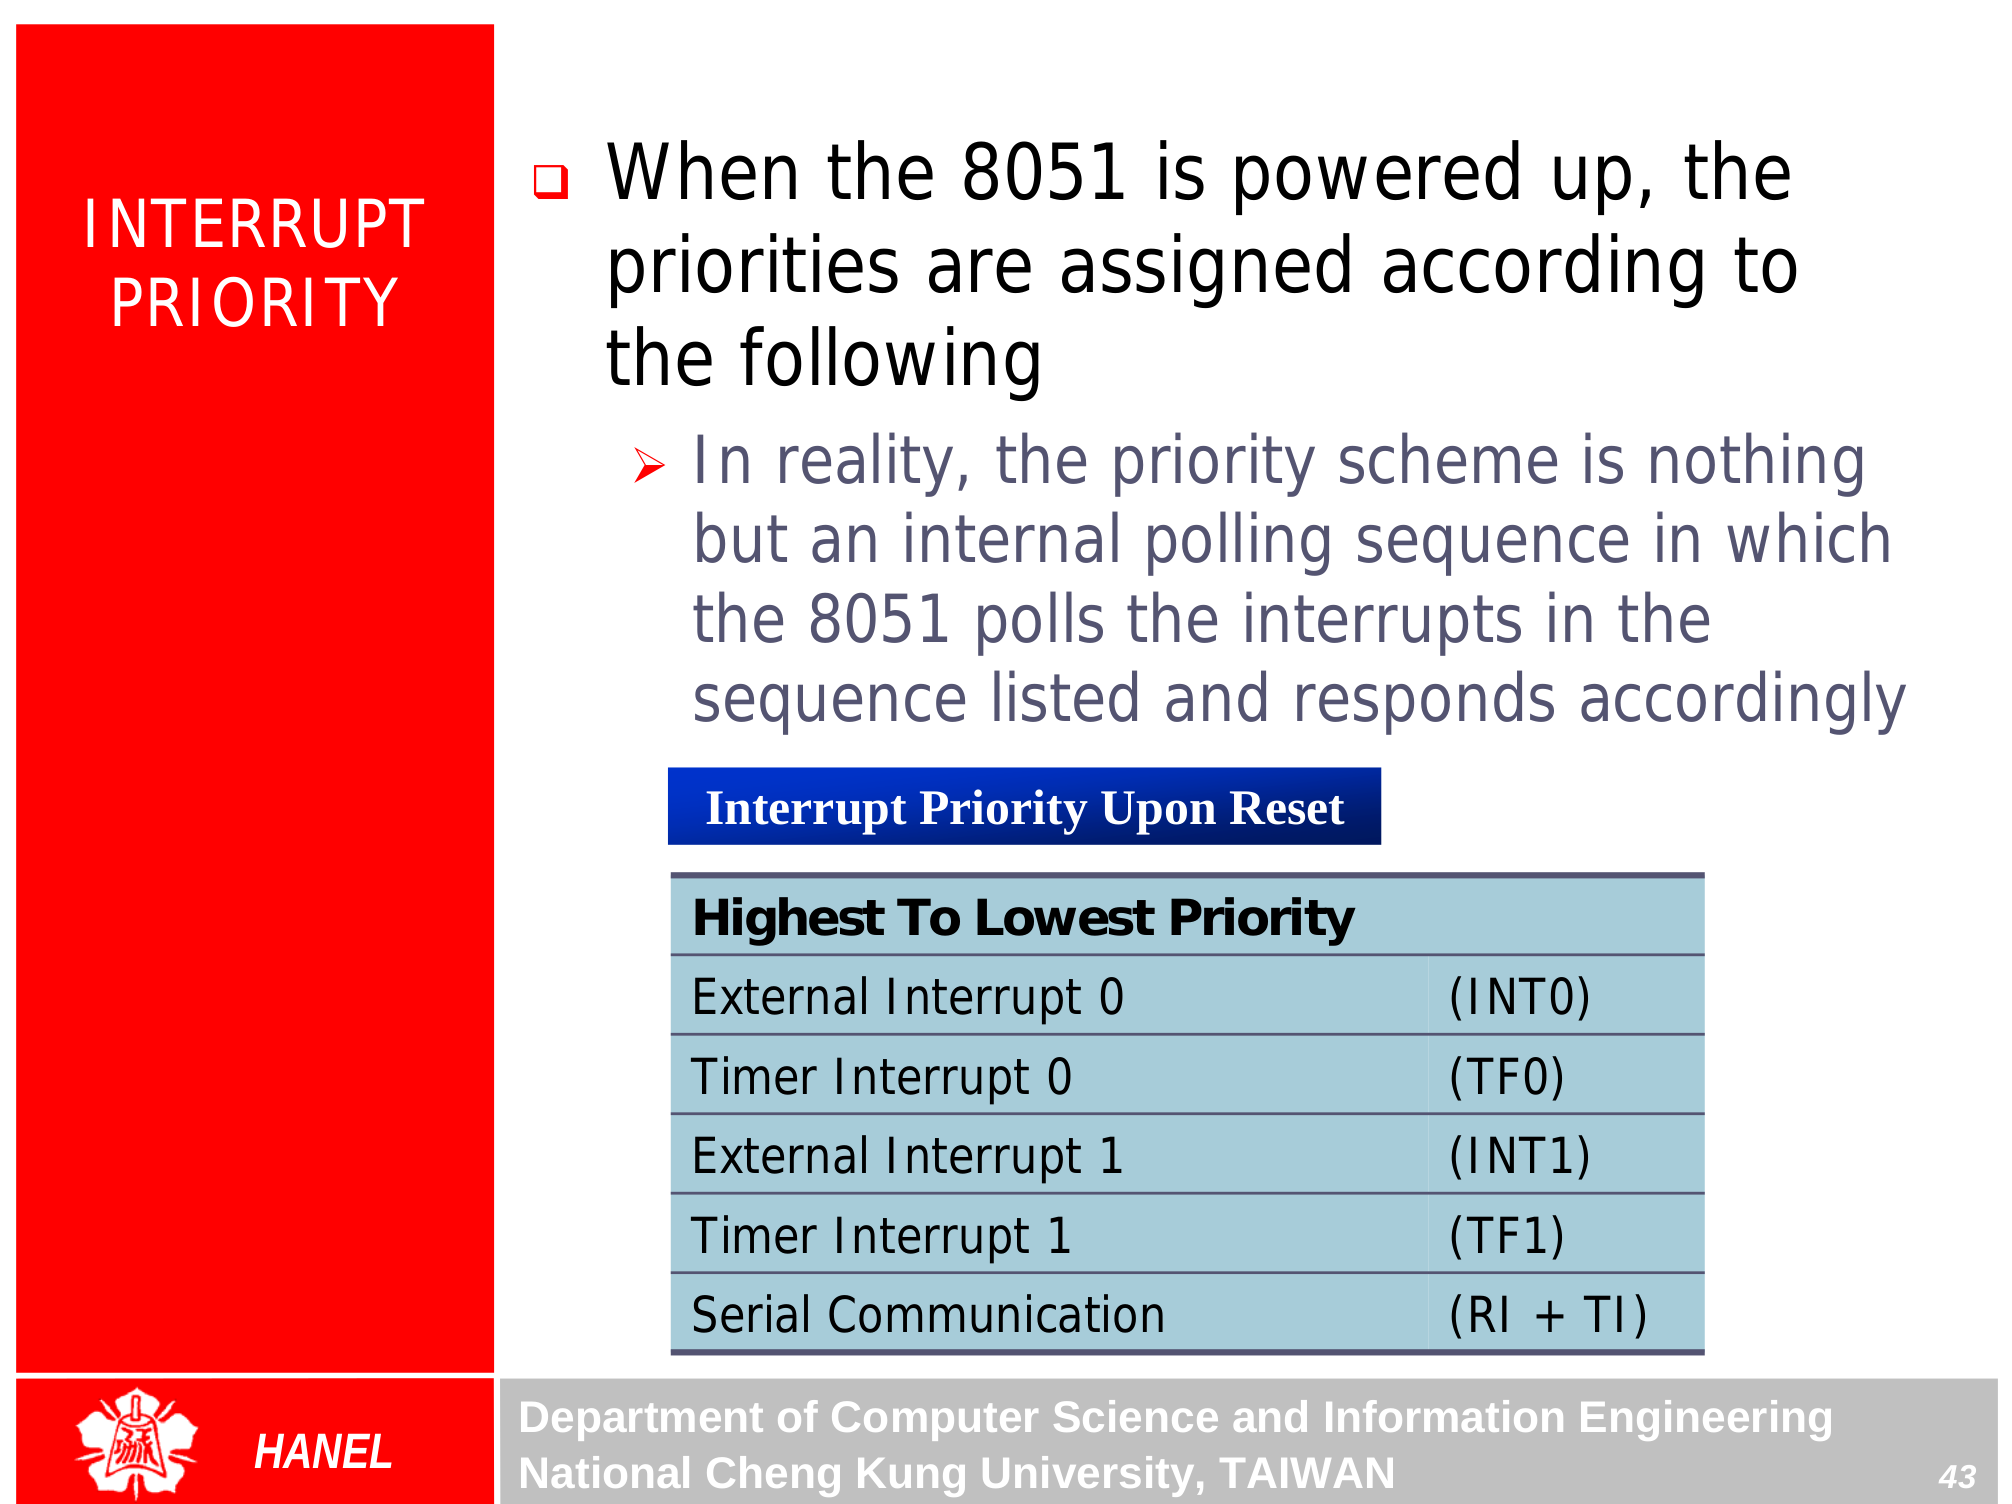 INTERRUPT
PRIORITY
When the 8051 is powered up, the
priorities are assigned according to
the following
In reality, the priority scheme is nothing
but an internal polling sequence in which
the 8051 polls the interrupts in the
sequence listed and responds accordingly
Interrupt Priority Upon Reset
Highest To Lowest Priority
External Interrupt 0 (INT0)
Timer Interrupt 0 (TF0)
External Interrupt 1 (INT1)
Timer Interrupt 1 (TF1)
Serial Communication (RI + TI)
HANEL
Department of Computer Science and Information Engineering
National Cheng Kung University, TAIWAN
43